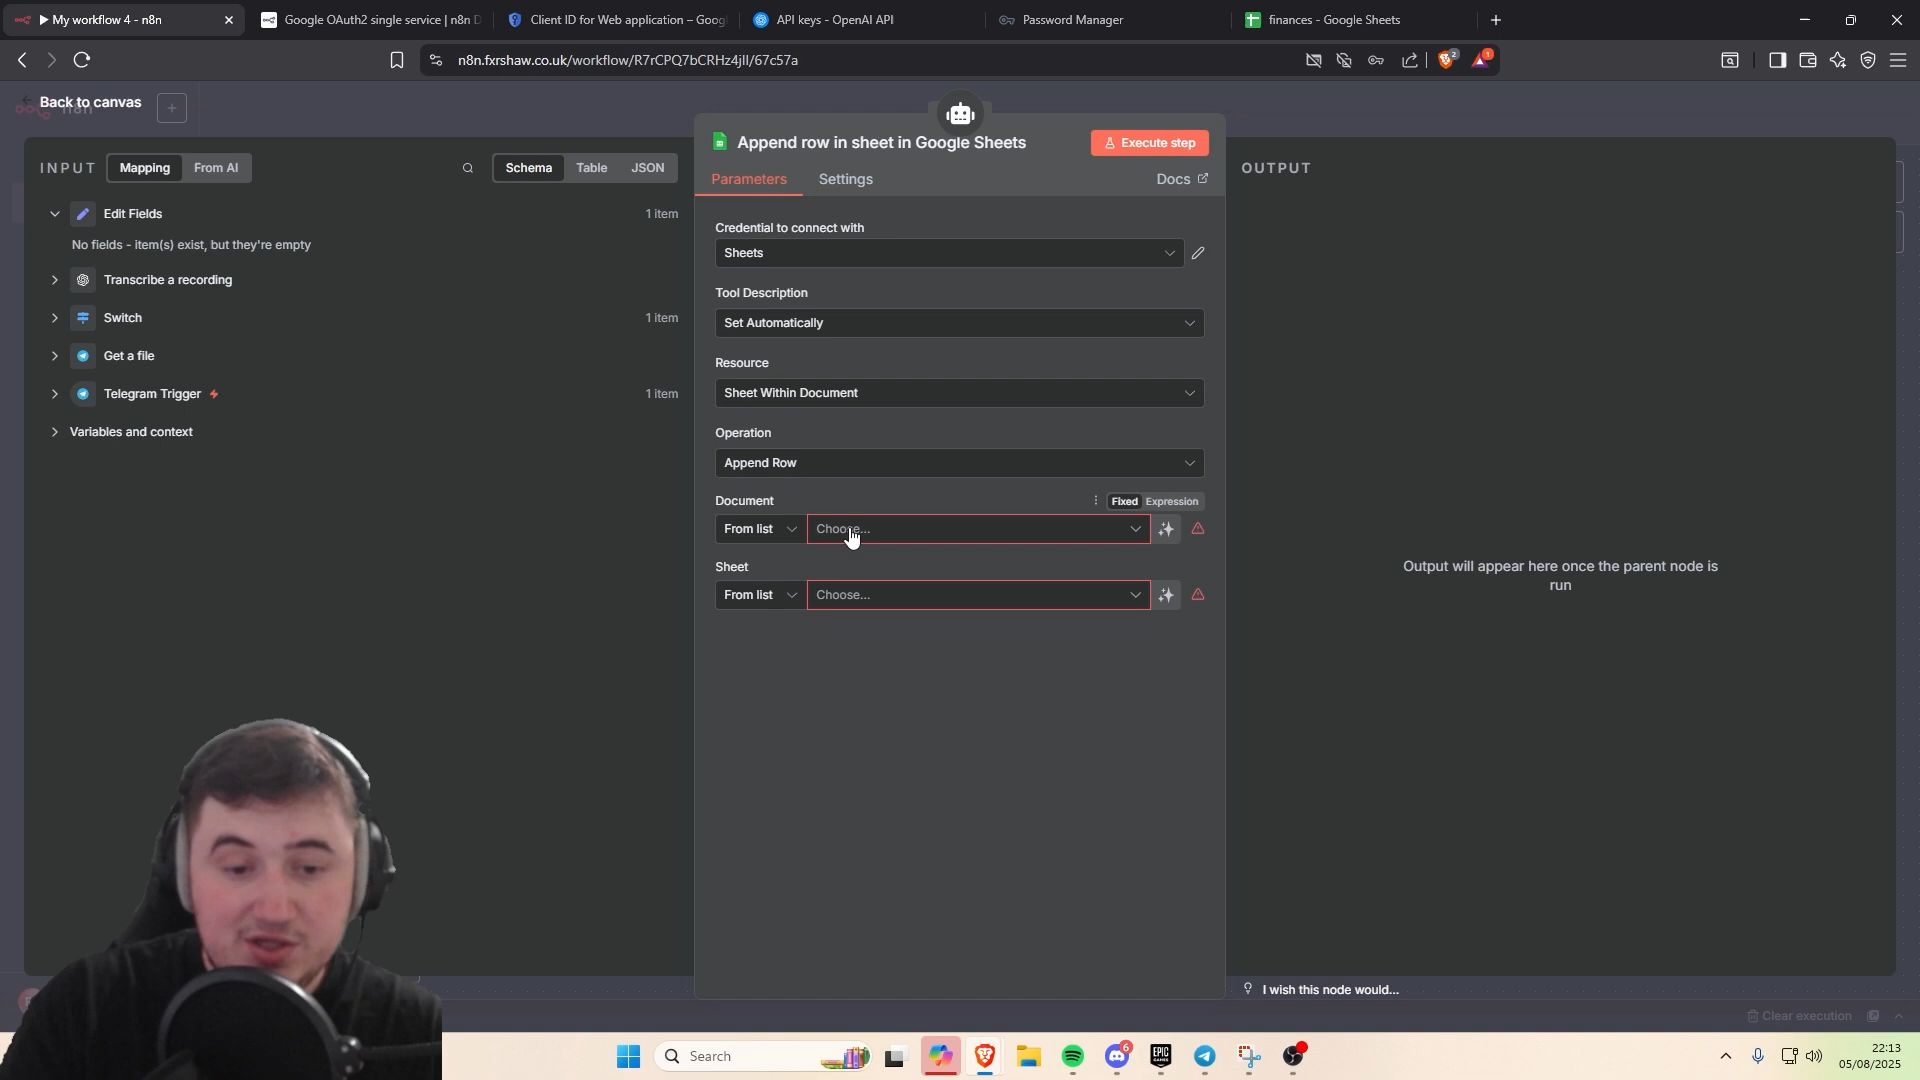 My workflow 4 - n8n
Google OAuth2 single service | n8n D
Client ID for Web application – Goog
API keys - OpenAI API
Password Manager
finances - Google Sheets
n8n.fxrshaw.co.uk/workflow/R7rCPQ7bCRHz4jlI/67c57a
2
1
Back to canvas
n8n
INPUT
Mapping
From AI
Schema
Table
JSON
Edit Fields
1 item
No fields - item(s) exist, but they're empty
Transcribe a recording
Switch
1 item
Get a file
Telegram Trigger
1 item
Variables and context
Append row in sheet in Google Sheets
Execute step
Parameters
Settings
Docs
Credential to connect with
Sheets
Tool Description
Set Automatically
Resource
Sheet Within Document
Operation
Append Row
Document
Fixed
Expression
From list
Choose...
Sheet
From list
Choose...
OUTPUT
Output will appear here once the parent node is
run
I wish this node would...
Clear execution
Search
6
EPIC
GAMES
22:13
05/08/2025